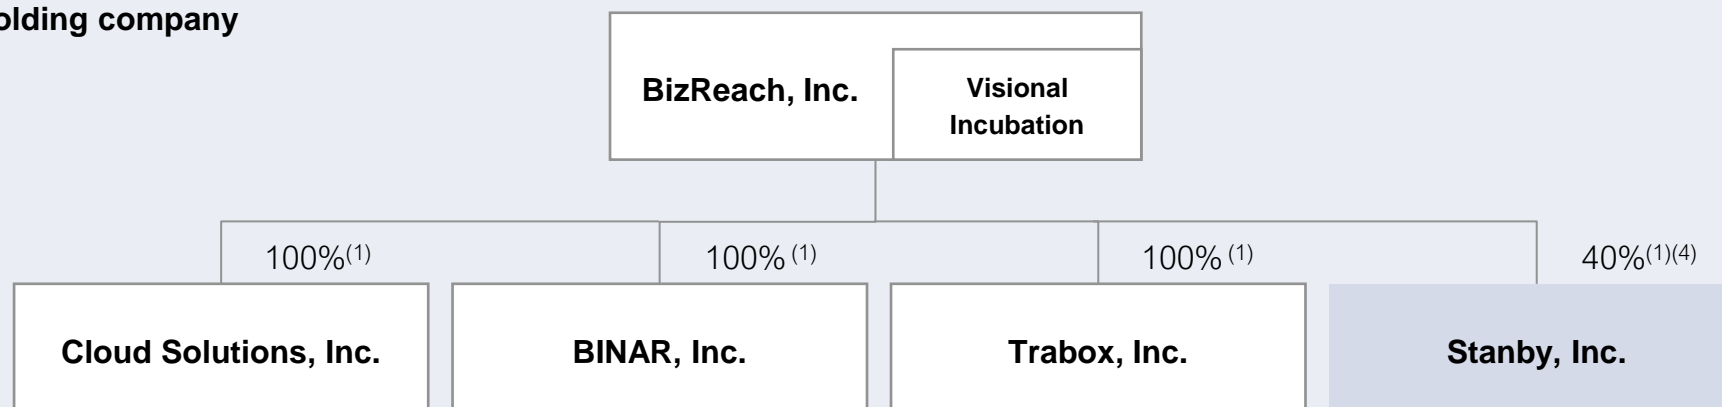 olding company
BizReach, Inc.
Visional
Incubation
100%(1)
100% (1)
100% (1)
40%(1)(4)
Cloud Solutions, Inc.
BINAR, Inc.
Trabox, Inc.
Stanby, Inc.